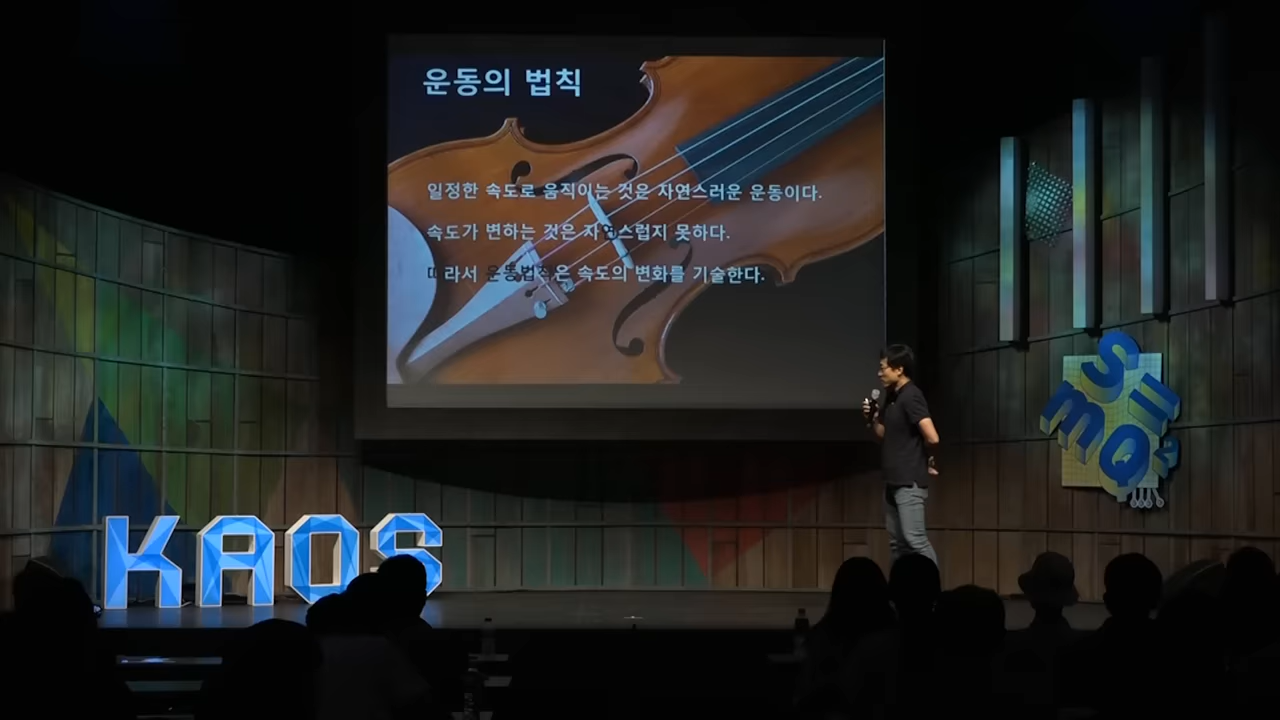 운동의 법칙
일정한 속도로 움직이는 것은 자연스러운 운동이다.
속도가 변하는 것은 자연스럽지 못하다.
따라서 운동법칙은 속도의 변화를 기술한다.
KAOS